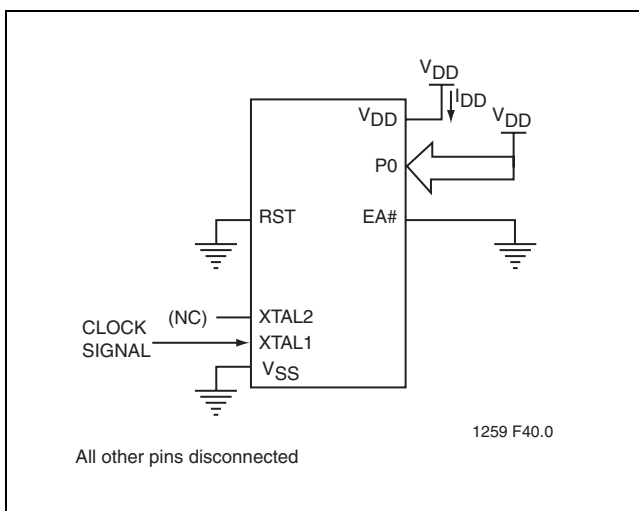 VDD
IDD
VDD
VDD
P0
RST
EA#
(NC)
XTAL2
CLOCK
SIGNAL
XTAL1
VSS
1259 F40.0
All other pins disconnected